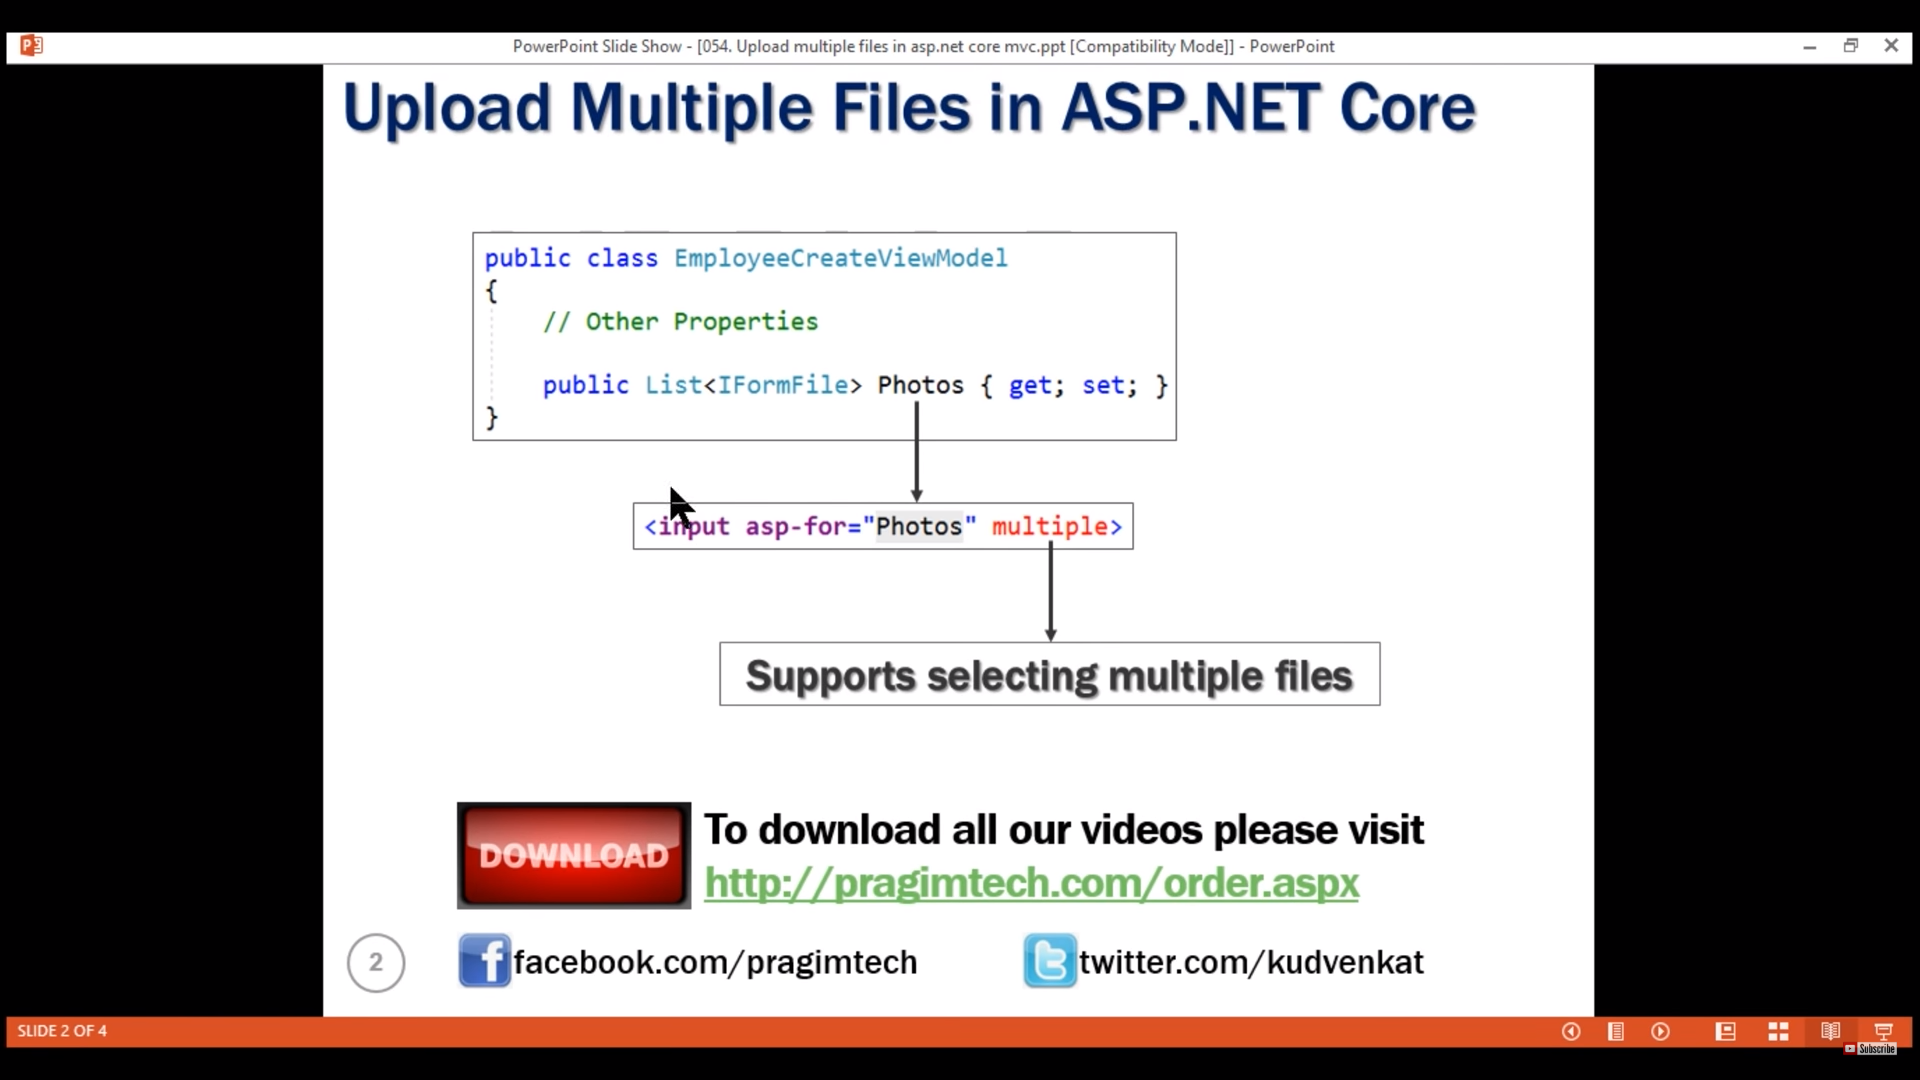 PowerPoint Slide Show - [054. Upload multiple files in asp.net core mvc.ppt [Compatibility Mode]] - PowerPoint
Upload Multiple Files in ASP.NET Core
public class EmployeeCreateViewModel
{
// Other Properties
public List<IFormFile> Photos { get; set; }
}
<input asp-for="Photos" multiple>
Supports selecting multiple files
DOWNLOAD
To download all our videos please visit
http://pragimtech.com/order.aspx
2
facebook.com/pragimtech
twitter.com/kudvenkat
SLIDE 2 OF 4
Subscribe